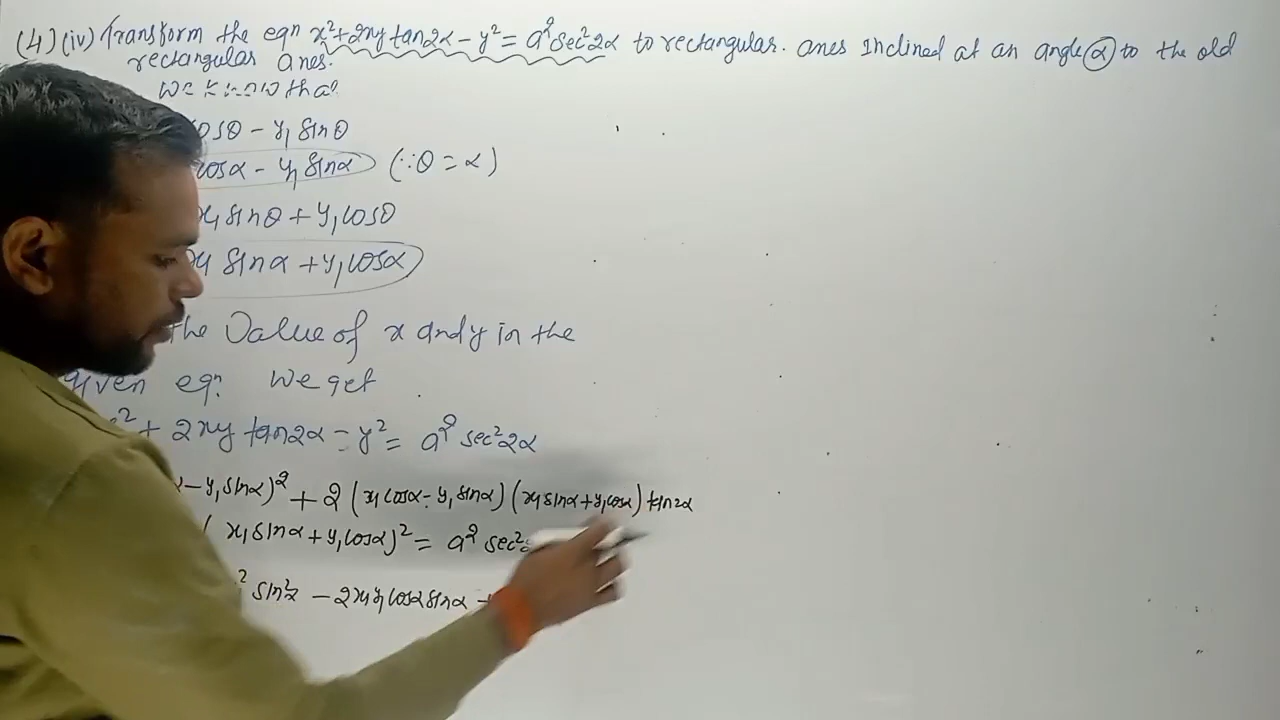 (4)(iv) Transform the eqn x²+2xy tan2α - y² = a² sec²2α to rectangular. axes Inclined at an angle α to the old
rectangular axes.
we know that
cosθ - y₁ sinθ
cosα - y₁ sinα (∵θ = α)
x₁ sinθ + y₁ cosθ
x₁ sinα + y₁ cosα
the Value of x and y in the
given eqn. we get
x² + 2xy tan2α - y² = a² sec²2α
- y₁ sinα)² + 2 (x₁ cosα - y₁ sinα) (x₁ sinα + y₁ cosα) tan2α
( x₁ sinα + y₁ cosα)² = a² sec²
² sin²α - 2x₁y₁ cosα sinα +